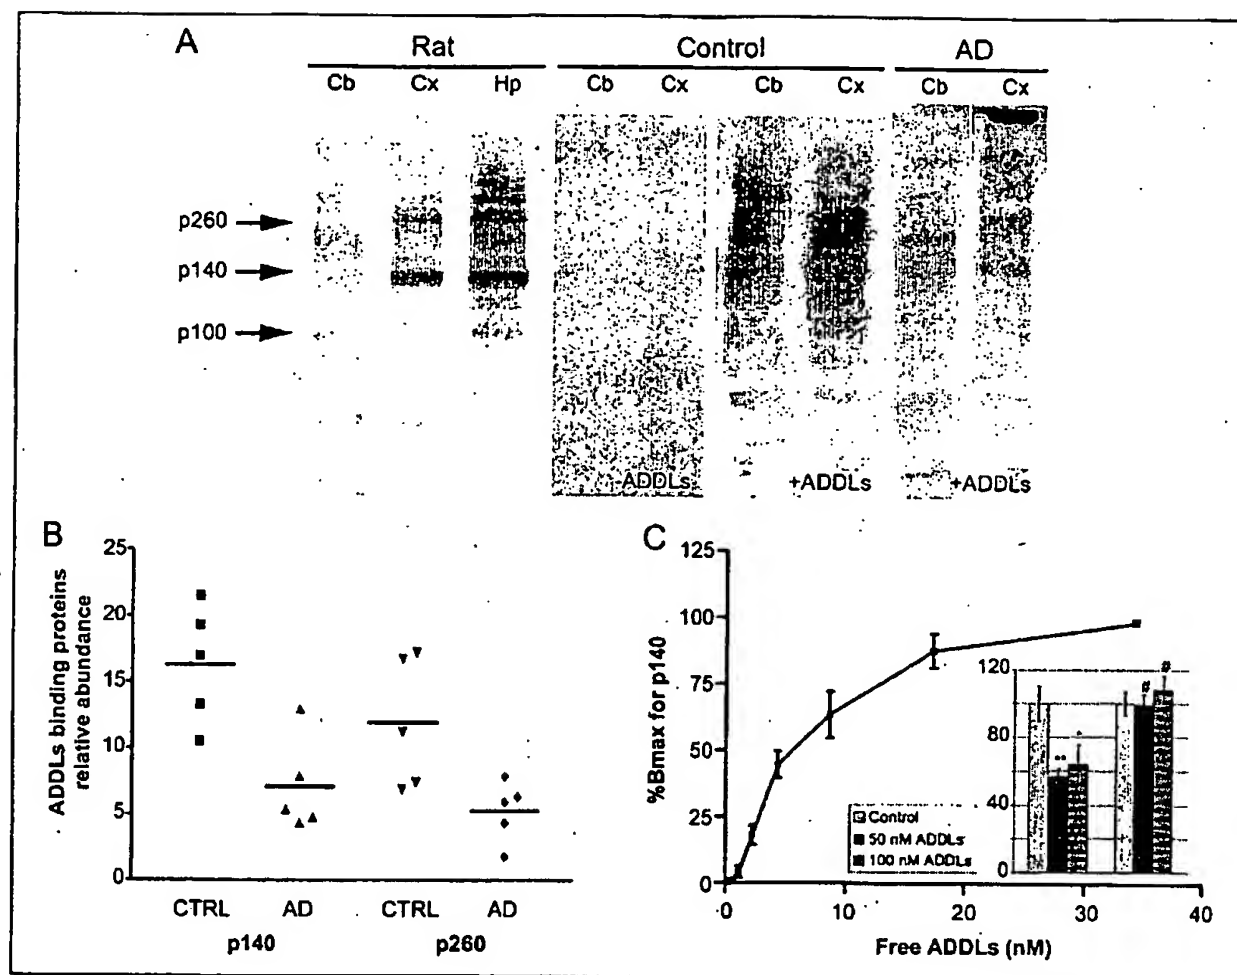 A
Rat Control AD
Cb Cx Hp Cb Cx Cb Cx Cb Cx
p260
p140
p100
-ADDLs +ADDLs +ADDLs
B
ADDLs binding proteins
relative abundance
25
20
15
10
5
0
CTRL AD CTRL AD
p140 p260
C
%Bmax for p140
125
100
75
50
25
0
0 10 20 30 40
Free ADDLs (nM)
120
80
40
0
** * # #
Control
50 nM ADDLs
100 nM ADDLs